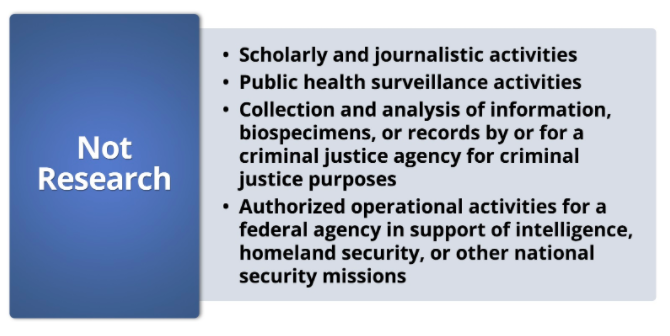 Not
Research
• Scholarly and journalistic activities
• Public health surveillance activities
• Collection and analysis of information,
biospecimens, or records by or for a
criminal justice agency for criminal
justice purposes
• Authorized operational activities for a
federal agency in support of intelligence,
homeland security, or other national
security missions